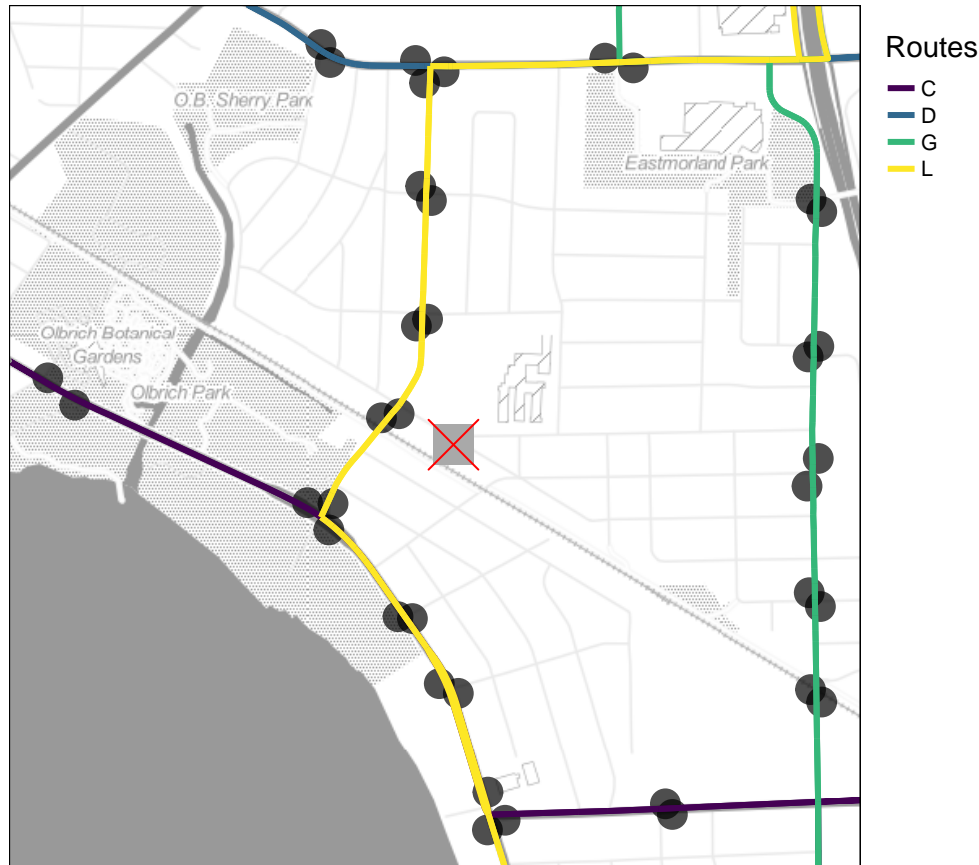 Routes
C
D
G
L
O.B. Sherry Park
Eastmorland Park
Olbrich Botanical
Gardens
Olbrich Park